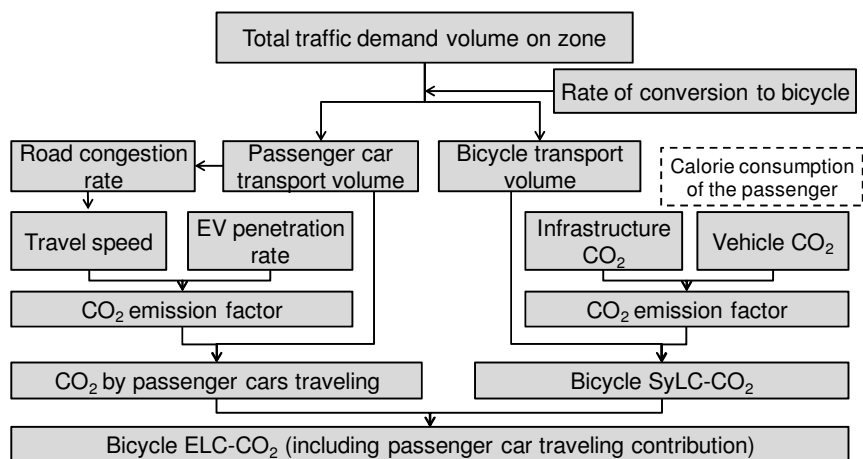 Total traffic demand volume on zone
Rate of conversion to bicycle
Road congestion
rate
Passenger car
transport volume
Bicycle transport
volume
Calorie consumption
of the passenger
Travel speed
EV penetration
rate
Infrastructure
CO₂
Vehicle CO₂
CO₂ emission factor
CO₂ emission factor
CO₂ by passenger cars traveling
Bicycle SyLC-CO₂
Bicycle ELC-CO₂ (including passenger car traveling contribution)